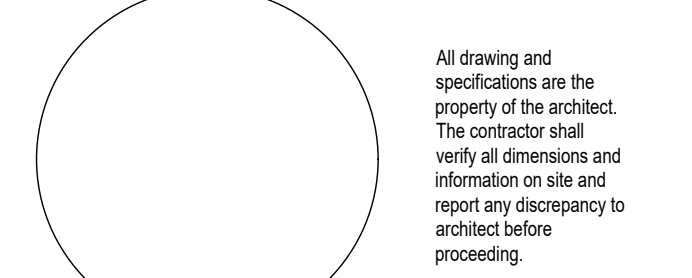 All drawing and
specifications are the
property of the architect.
The contractor shall
verify all dimensions and
information on site and
report any discrepancy to
architect before
proceeding.